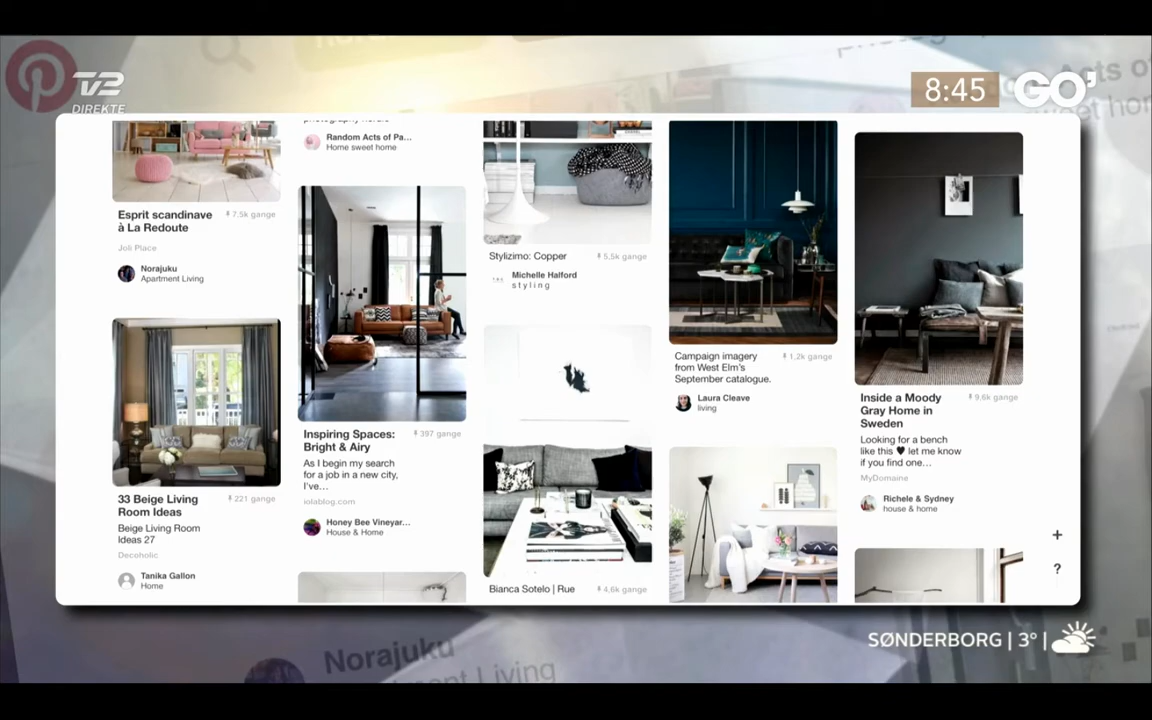 TV2
DIREKTE
8:45
GO'
Acts o
sweet hom
Random Acts of Pa...
Home sweet home
Esprit scandinave
à La Redoute
7,5k gange
Joli Place
Norajuku
Apartment Living
33 Beige Living
Room Ideas
221 gange
Beige Living Room
Ideas 27
Decoholic
Tanika Gallon
Home
Inspiring Spaces:
Bright & Airy
397 gange
As I begin my search
for a job in a new city,
I've...
iolablog.com
Honey Bee Vineyar...
House & Home
Stylizimo: Copper
5,5k gange
Michelle Halford
styling
Bianca Sotelo | Rue
4,6k gange
Campaign imagery
from West Elm's
September catalogue.
1,2k gange
Laura Cleave
living
Inside a Moody
Gray Home in
Sweden
9,6k gange
Looking for a bench
like this ♥ let me know
if you find one...
MyDomaine
Richele & Sydney
house & home
+
?
SØNDERBORG | 3° |
Norajuku
tment Living